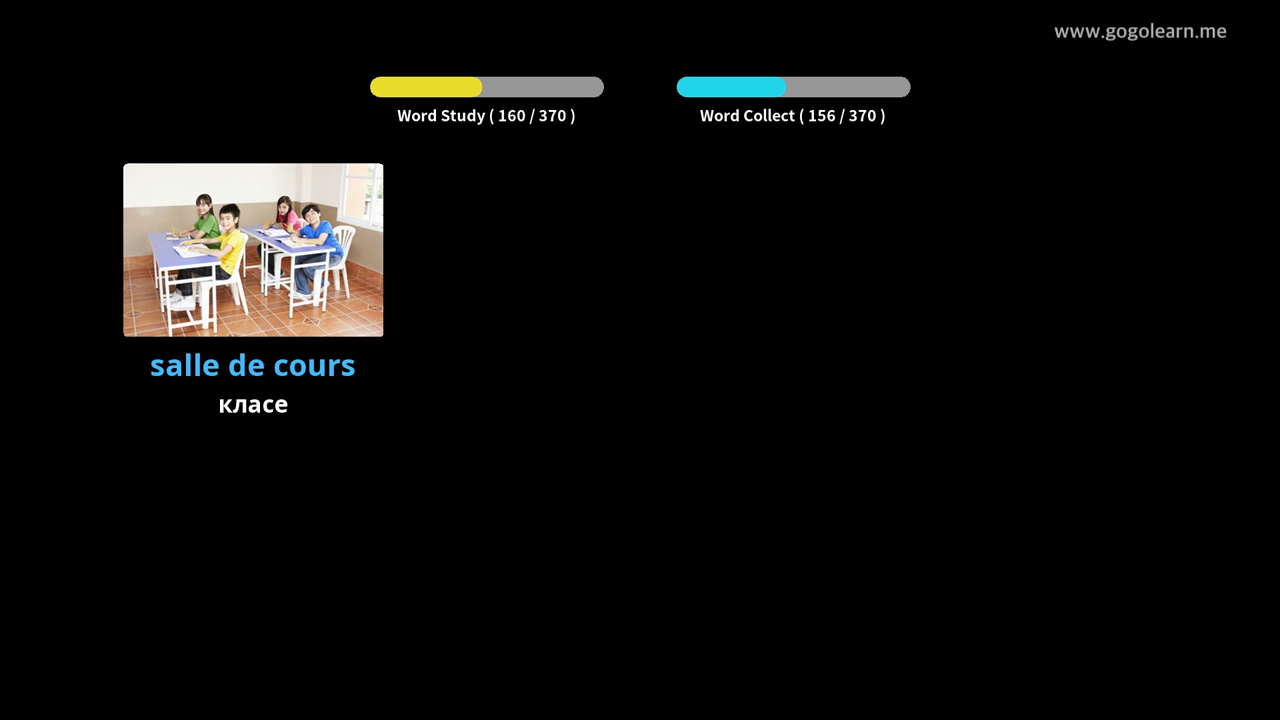 www.gogolearn.me
Word Study ( 160 / 370 )
Word Collect ( 156 / 370 )
salle de cours
класе